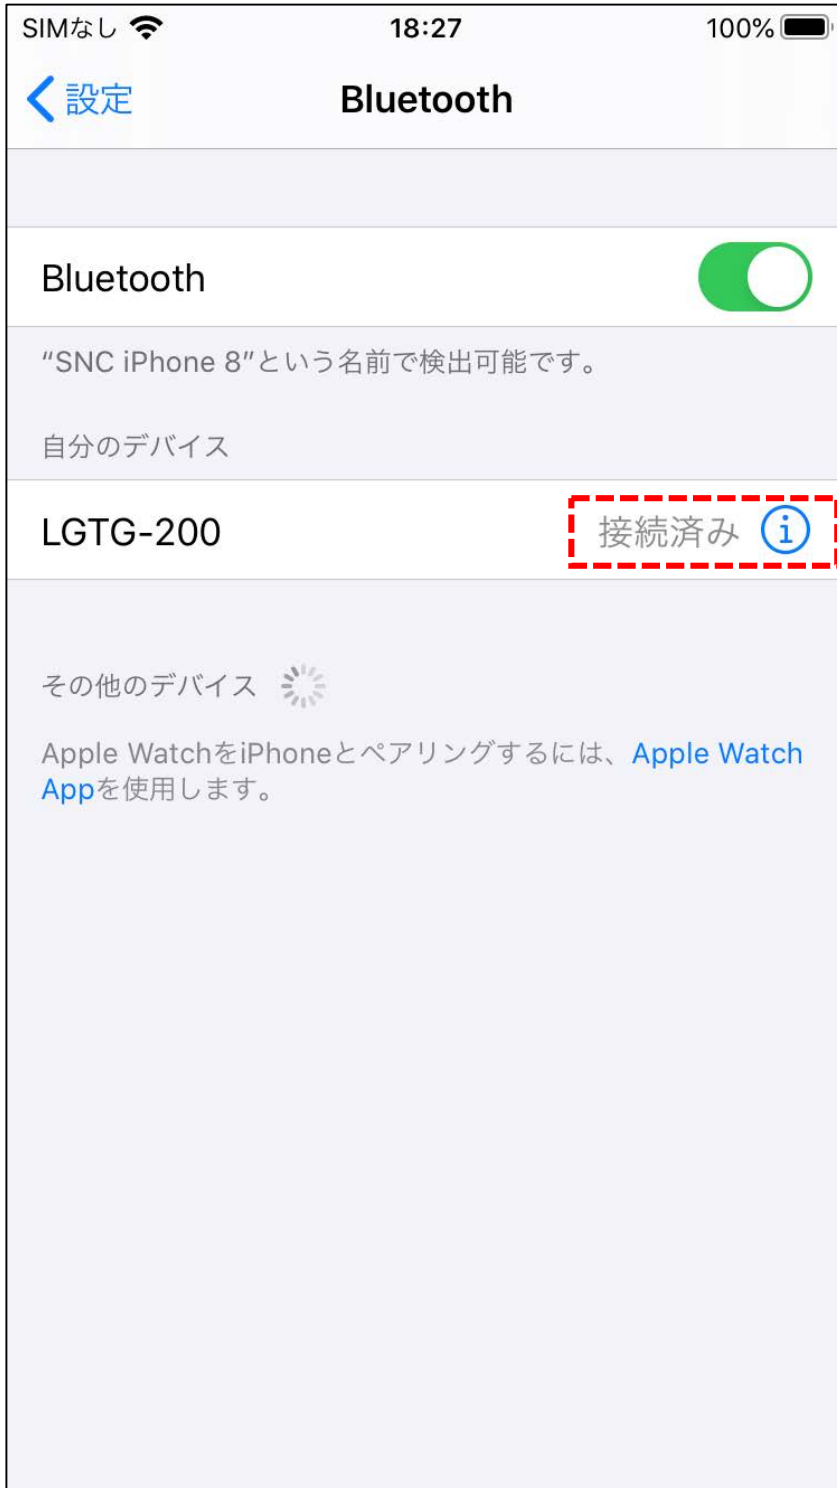 SIMなし 18:27 100%
設定 Bluetooth
Bluetooth
“SNC iPhone 8”という名前で検出可能です。
自分のデバイス
LGTG-200 接続済み i
その他のデバイス
Apple WatchをiPhoneとペアリングするには、Apple Watch
Appを使用します。